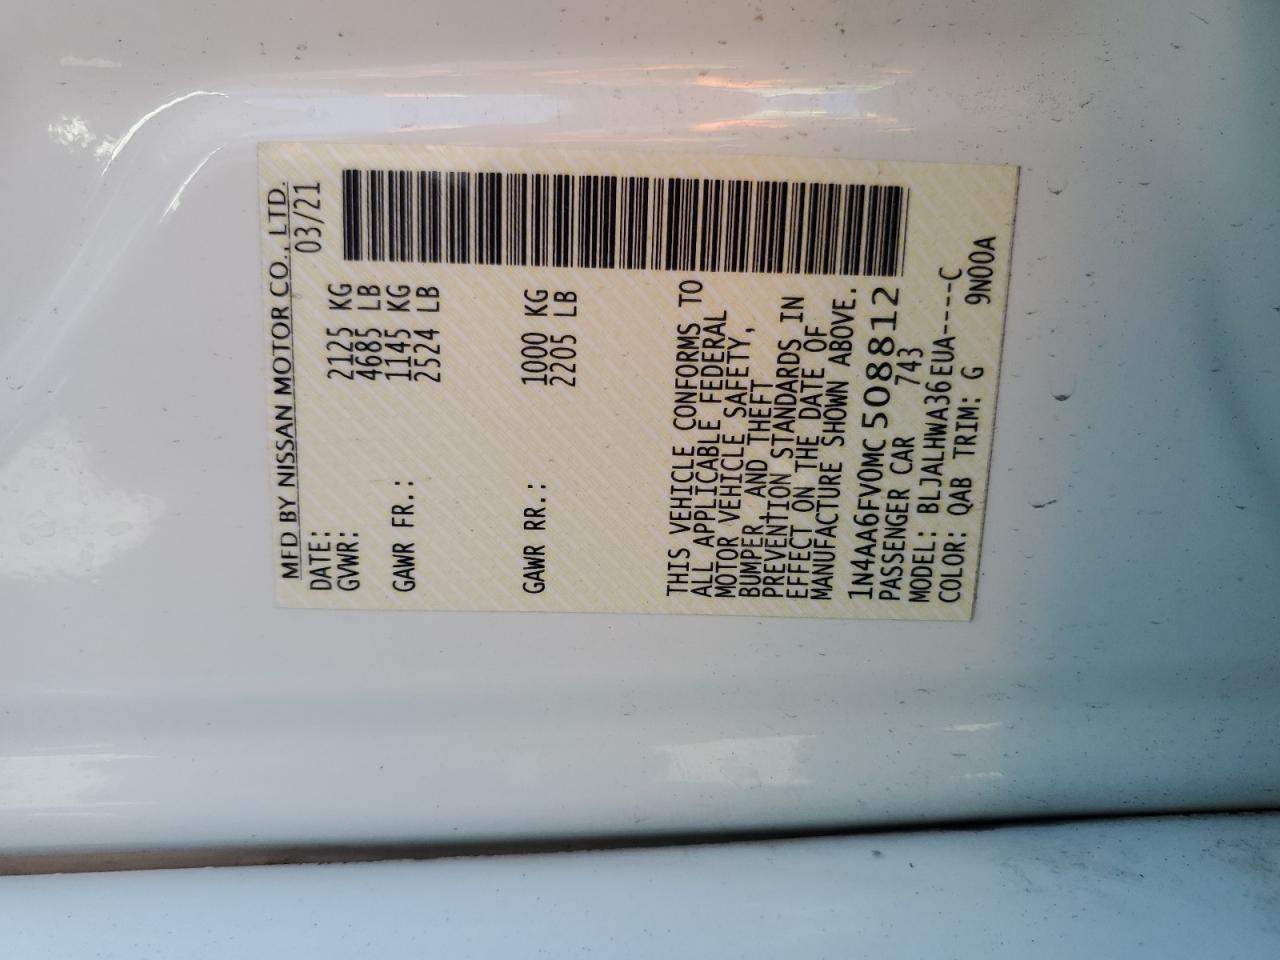 MFD BY NISSAN MOTOR CO., LTD.
DATE: 03/21
GVWR: 2125 KG
4685 LB
GAWR FR.: 1145 KG
2524 LB
GAWR RR.: 1000 KG
2205 LB
THIS VEHICLE CONFORMS TO
ALL APPLICABLE FEDERAL
MOTOR VEHICLE SAFETY,
BUMPER, AND THEFT
PREVENTION STANDARDS IN
EFFECT ON THE DATE OF
MANUFACTURE SHOWN ABOVE.
1N4AA6FV0MC508812
PASSENGER CAR 743
MODEL: BLJALHWA36EUA-----C
COLOR: QAB TRIM: G 9N00A